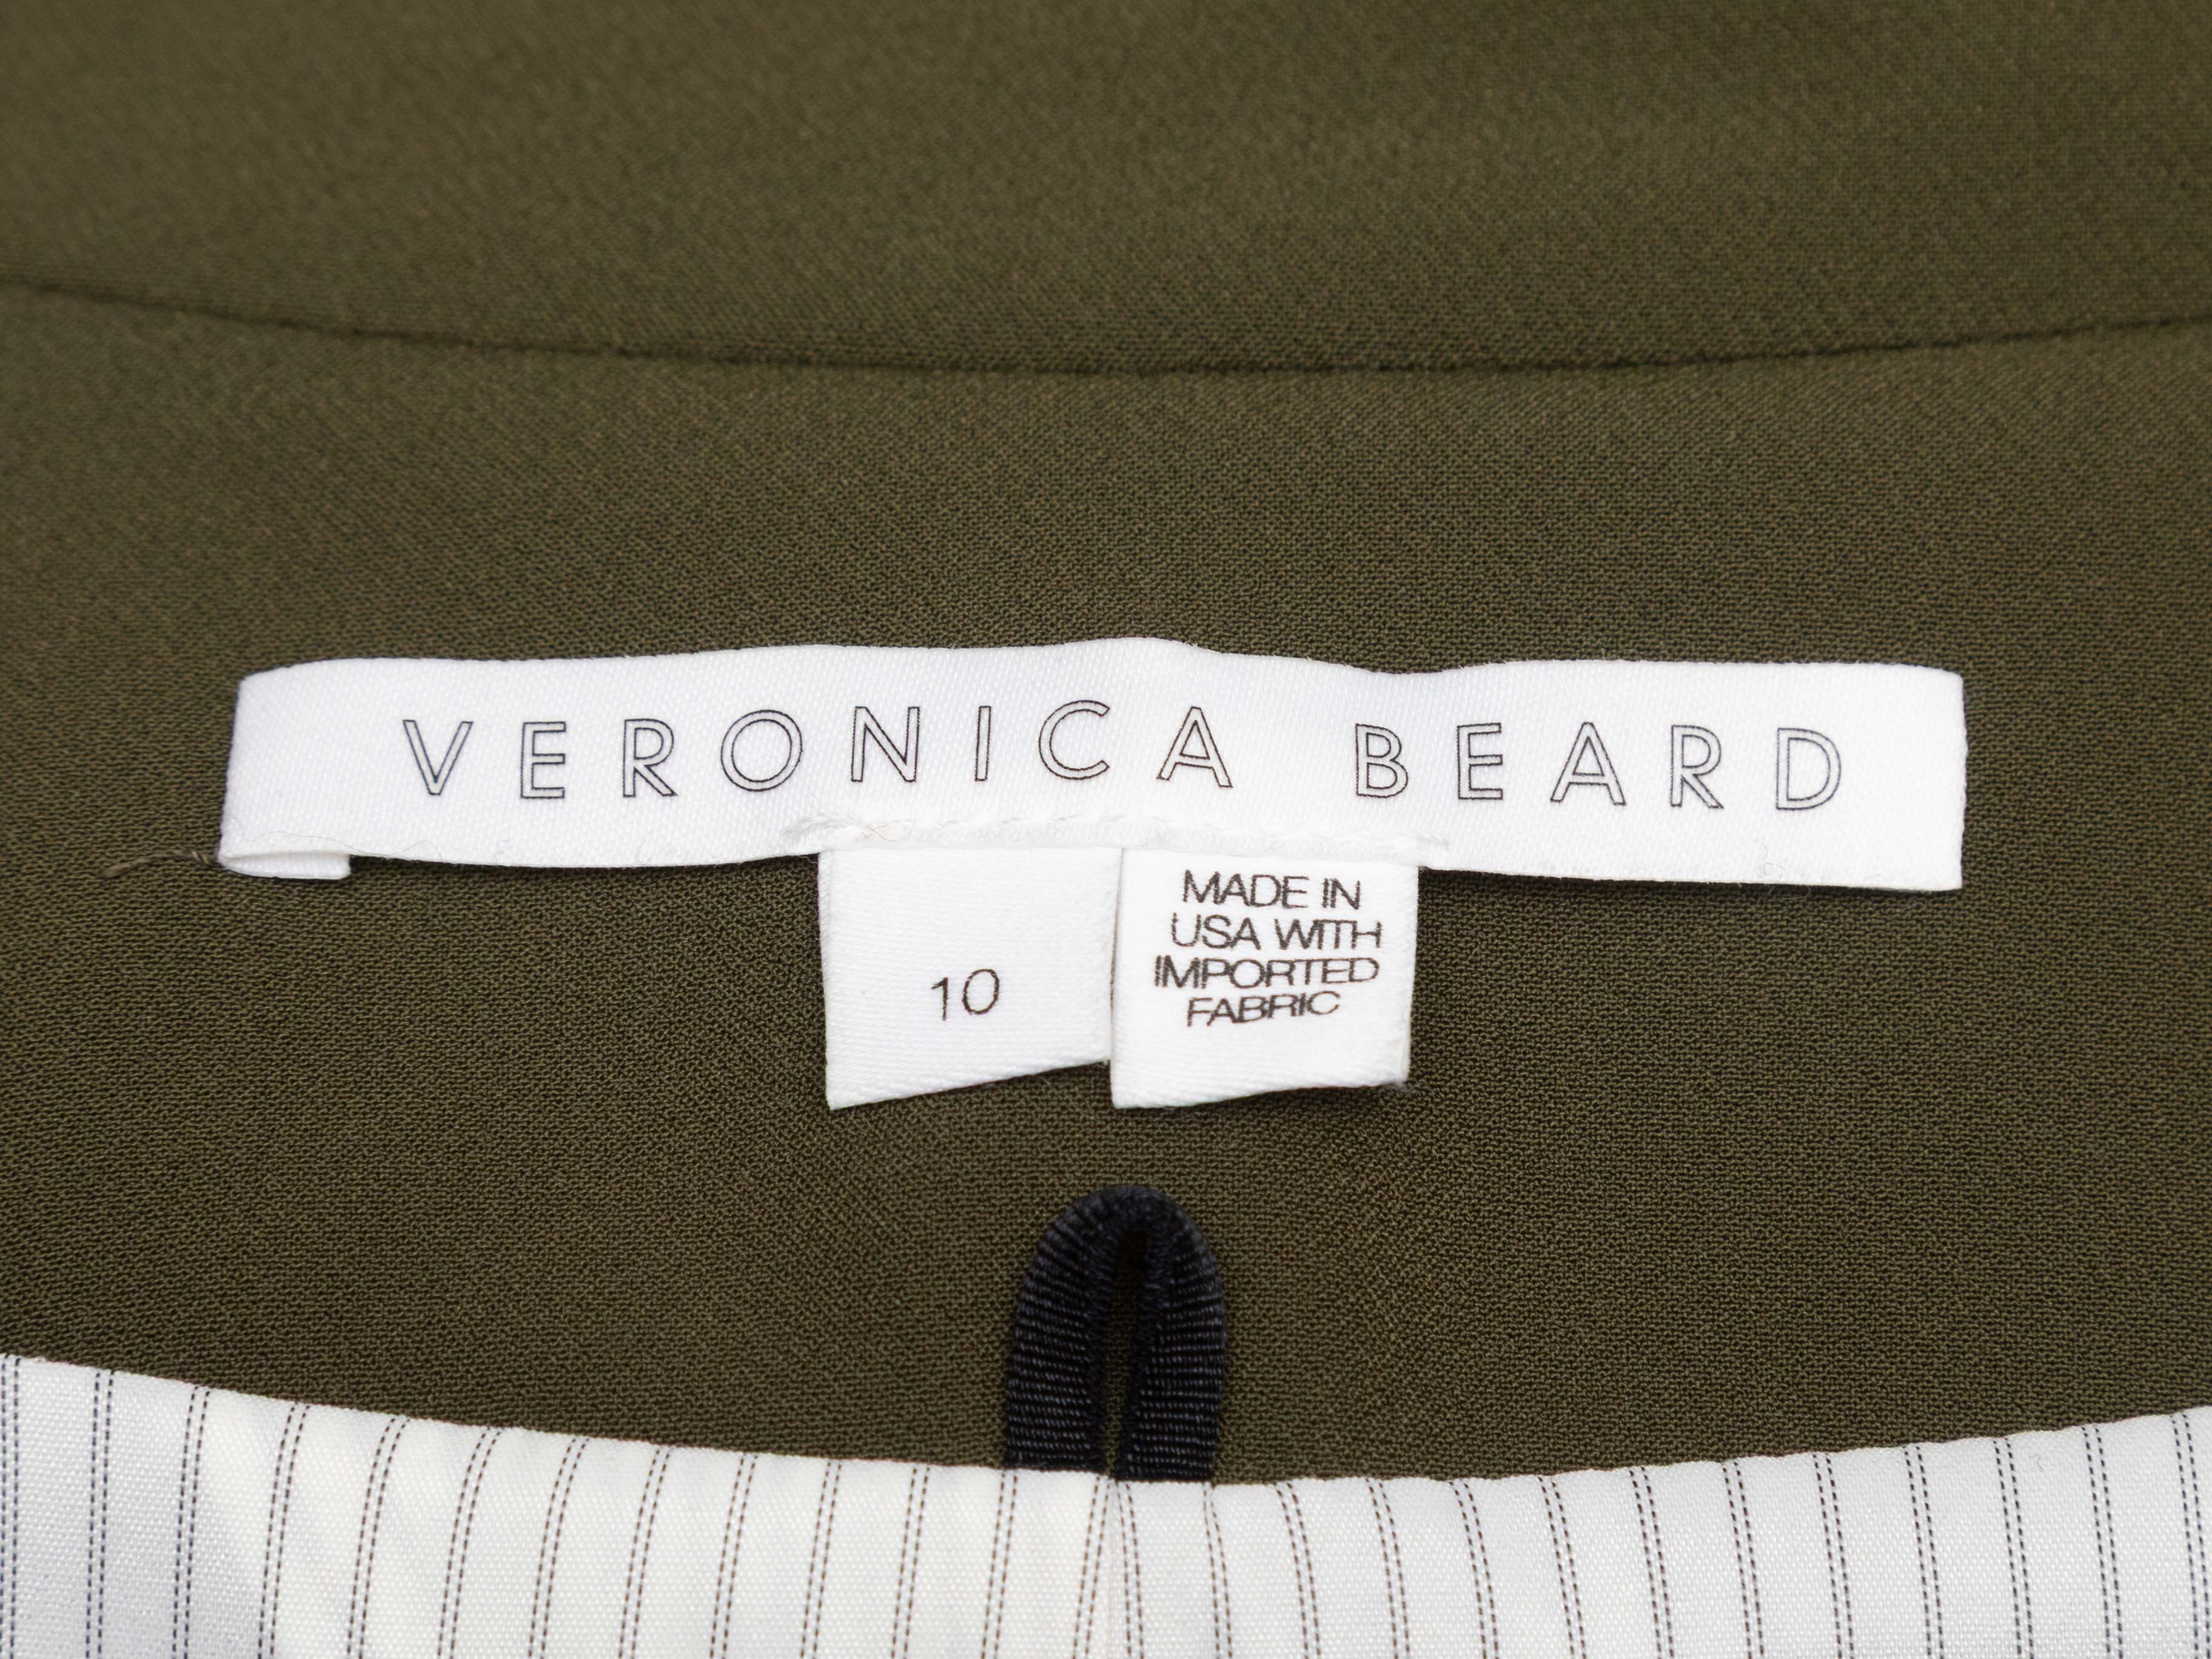 VERONICA BEARD
10
MADE IN
USA WITH
IMPORTED
FABRIC